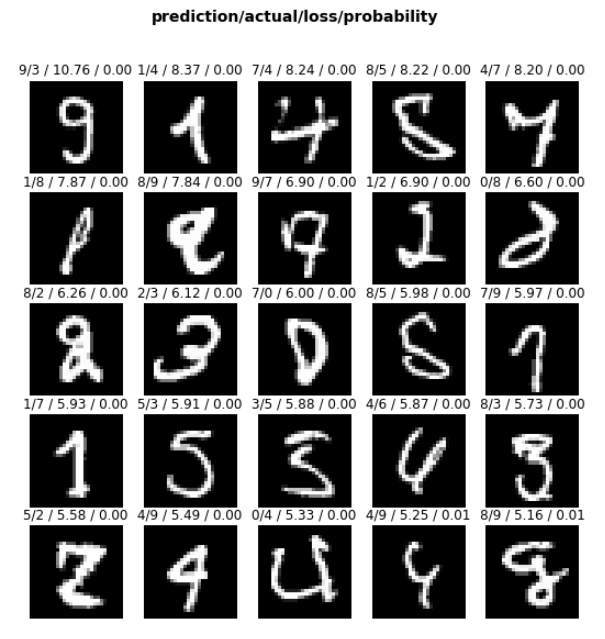 prediction/actual/loss/probability
9/3 / 10.76 / 0.00 1/4 / 8.37 / 0.00 7/4 / 8.24 / 0.00 8/5 / 8.22 / 0.00 4/7 / 8.20 / 0.00
1/8 / 7.87 / 0.00 8/9 / 7.84 / 0.00 9/7 / 6.90 / 0.00 1/2 / 6.90 / 0.00 0/8 / 6.60 / 0.00
8/2 / 6.26 / 0.00 2/3 / 6.12 / 0.00 7/0 / 6.00 / 0.00 8/5 / 5.98 / 0.00 7/9 / 5.97 / 0.00
1/7 / 5.93 / 0.00 5/3 / 5.91 / 0.00 3/5 / 5.88 / 0.00 4/6 / 5.87 / 0.00 8/3 / 5.73 / 0.00
5/2 / 5.58 / 0.00 4/9 / 5.49 / 0.00 0/4 / 5.33 / 0.00 4/9 / 5.25 / 0.01 8/9 / 5.16 / 0.01